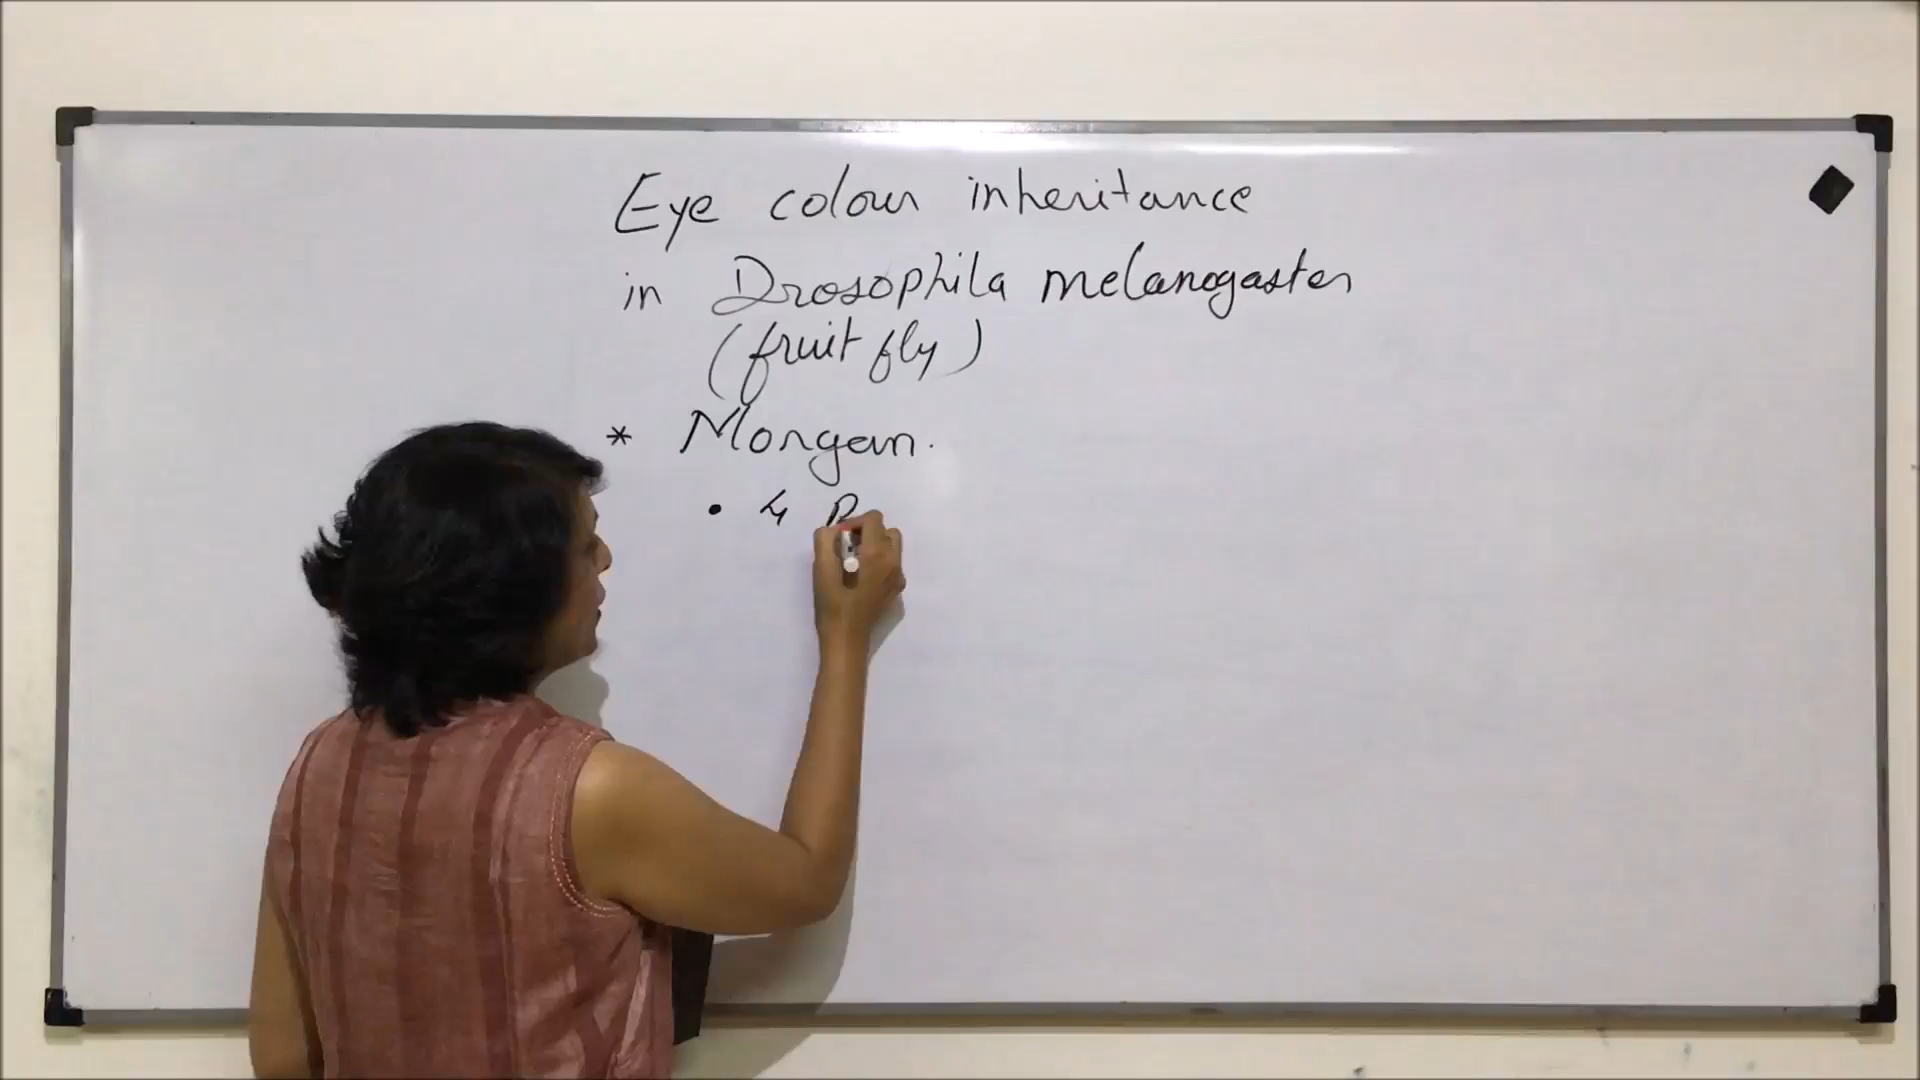 Eye colour inheritance
in Drosophila melanogaster
(fruit fly)
* Morgan.
• 4 P